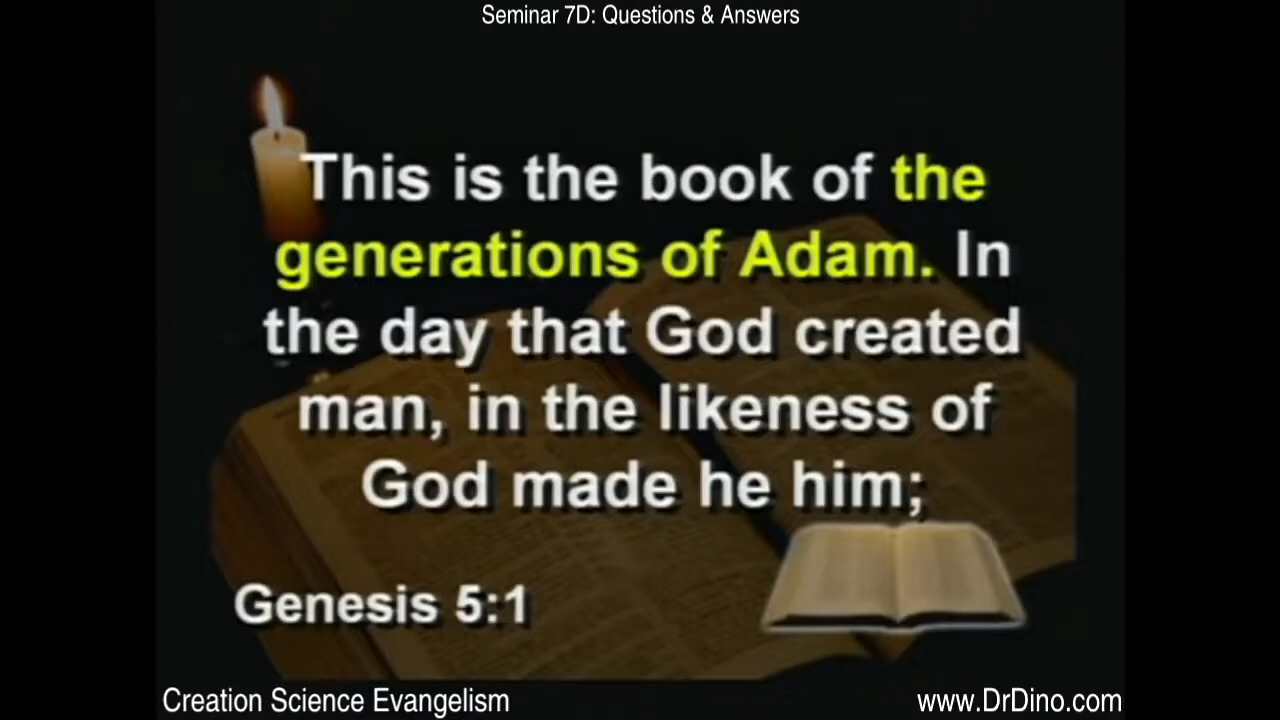 Seminar 7D: Questions & Answers
This is the book of the
generations of Adam. In
the day that God created
man, in the likeness of
God made he him;
Genesis 5:1
Creation Science Evangelism
www.DrDino.com